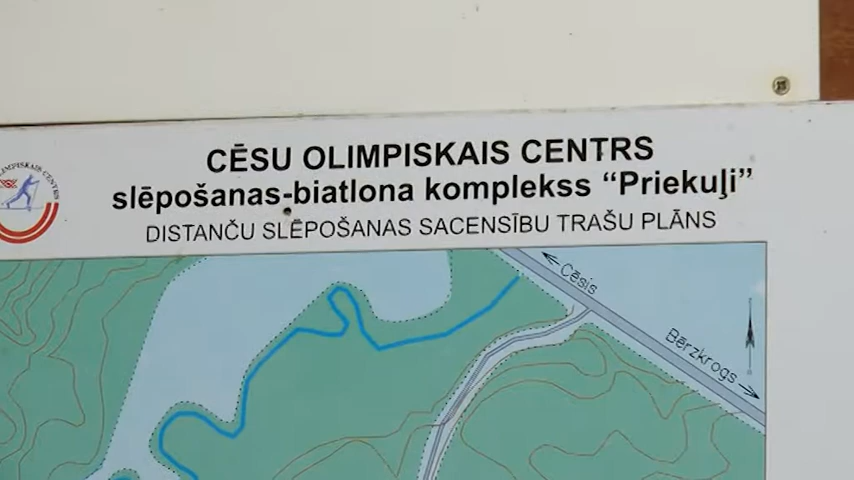 CĒSU OLIMPISKAIS CENTRS
slēpošanas-biatlona komplekss “Priekuļi”
DISTANČU SLĒPOŠANAS SACENSĪBU TRAŠU PLĀNS
Cēsis
Bērzkrogs